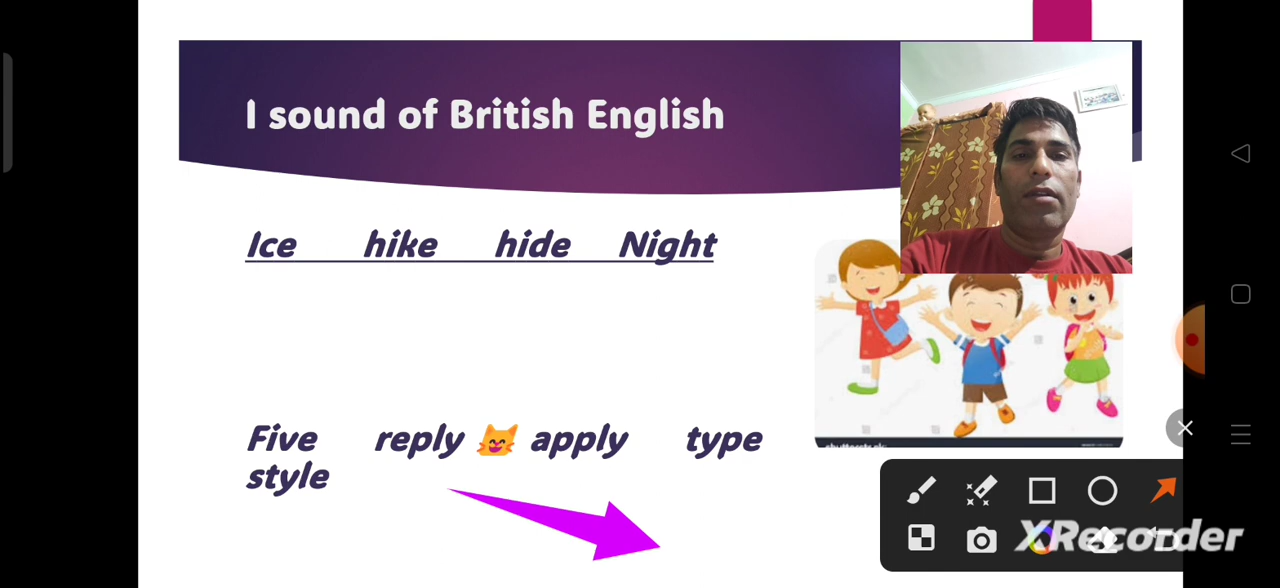 I sound of British English
Ice hike hide Night
Five reply apply type
style
XRecorder